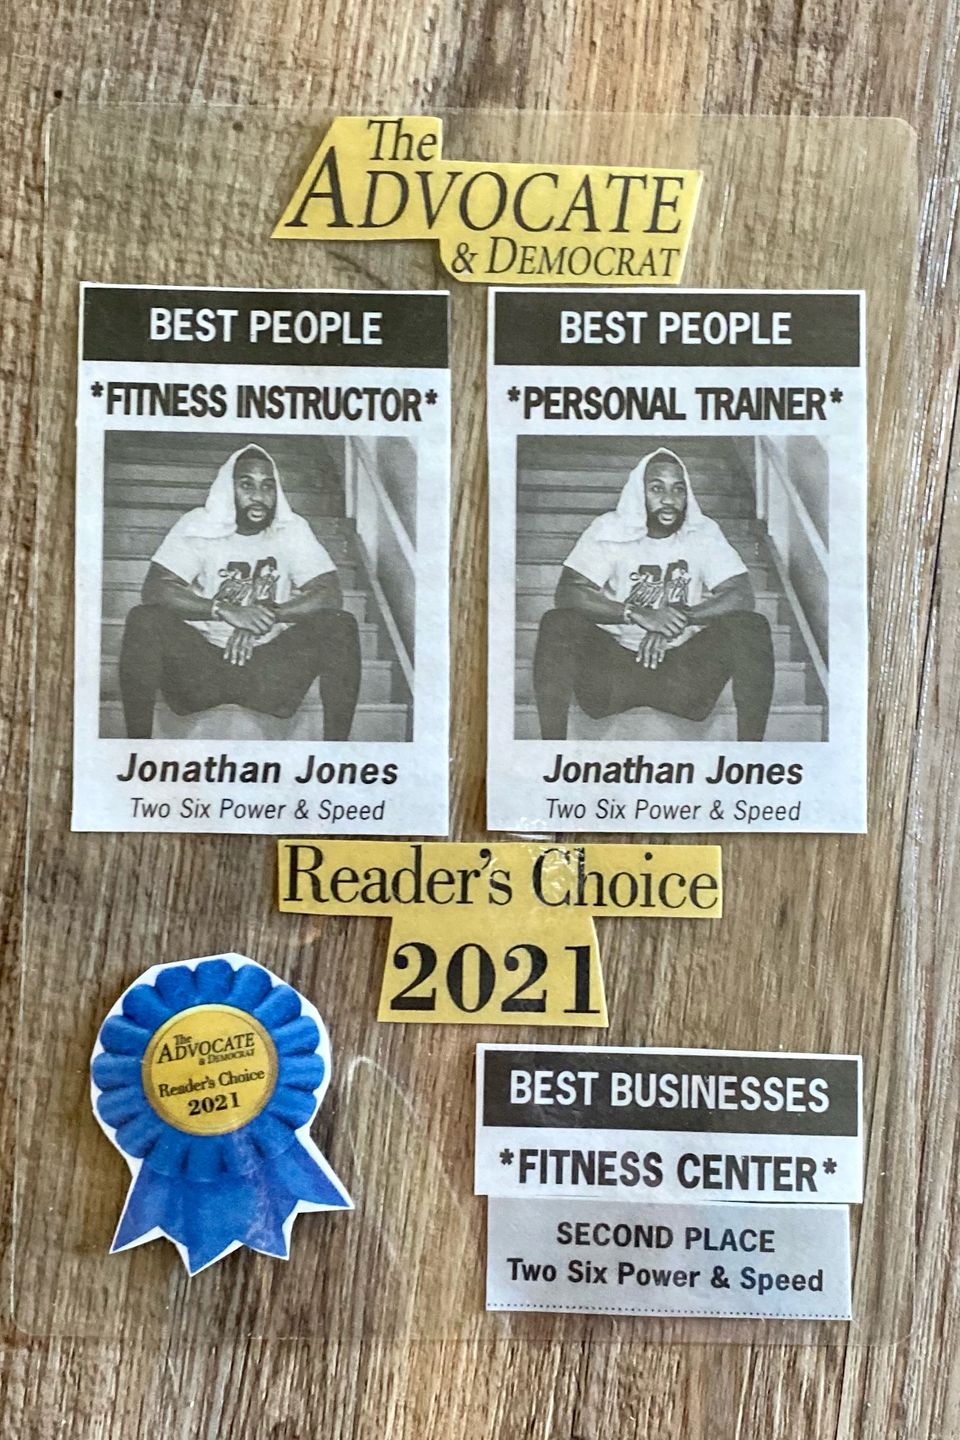 The
ADVOCATE
& DEMOCRAT
BEST PEOPLE
*FITNESS INSTRUCTOR*
Jonathan Jones
Two Six Power & Speed
BEST PEOPLE
*PERSONAL TRAINER*
Jonathan Jones
Two Six Power & Speed
Reader's Choice
2021
The
ADVOCATE
& DEMOCRAT
Reader's Choice
2021
BEST BUSINESSES
*FITNESS CENTER*
SECOND PLACE
Two Six Power & Speed